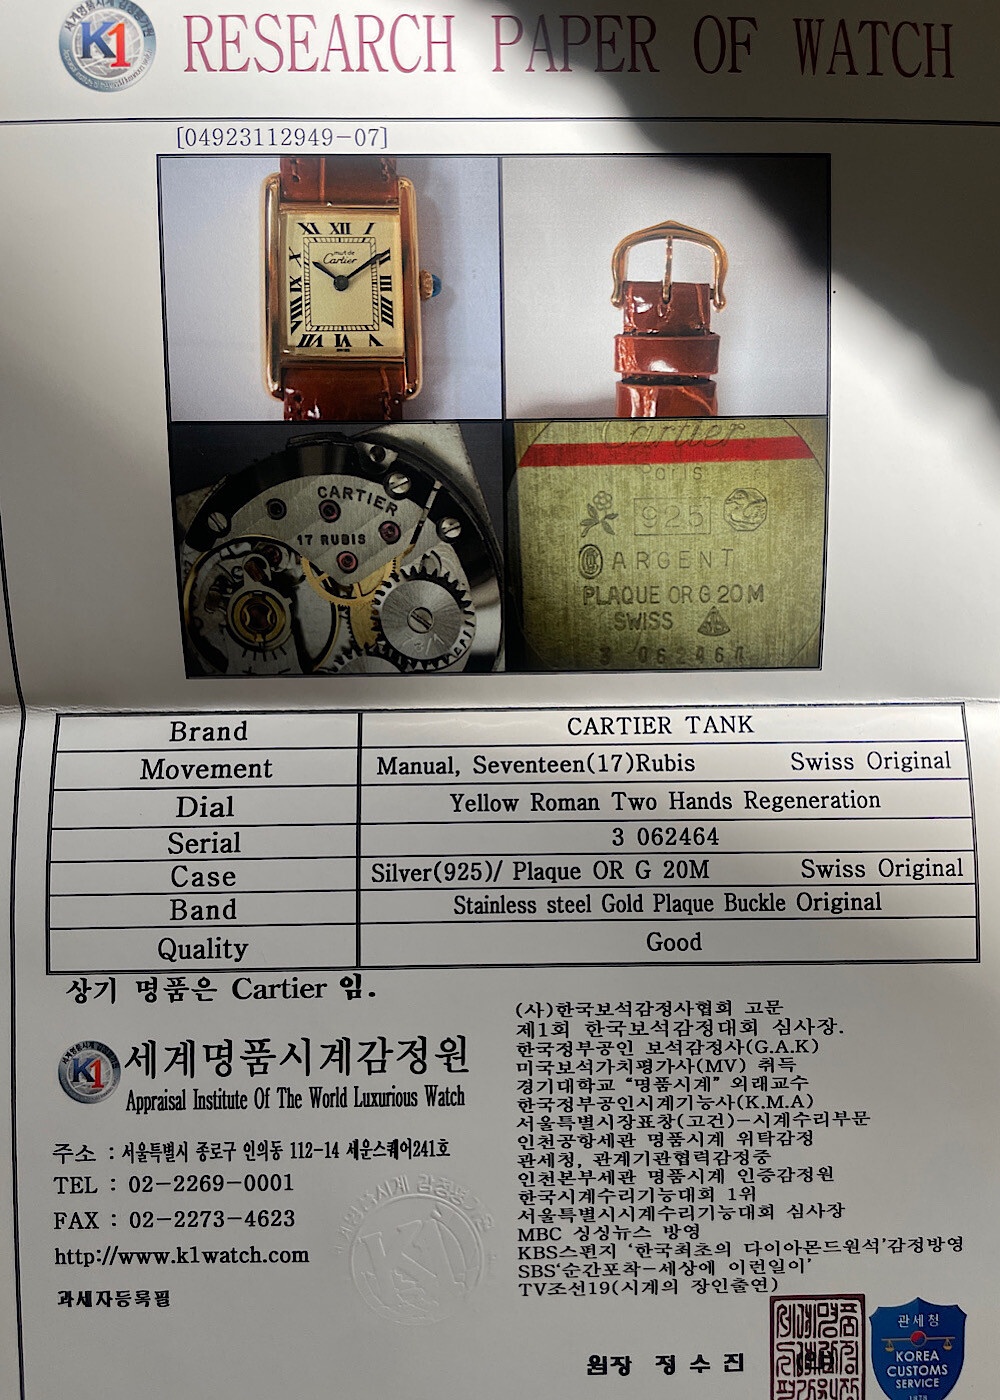 K1
RESEARCH PAPER OF WATCH
[04923112949-07]
XI XII I
must de
Cartier
CARTIER
17 RUBIS
Cartier
Paris
925
ARGENT
PLAQUE OR G 20M
SWISS
3 062464
Brand CARTIER TANK
Movement Manual, Seventeen(17)Rubis Swiss Original
Dial Yellow Roman Two Hands Regeneration
Serial 3 062464
Case Silver(925)/ Plaque OR G 20M Swiss Original
Band Stainless steel Gold Plaque Buckle Original
Quality Good
상기 명품은 Cartier 임.
K1 세계명품시계감정원
Appraisal Institute Of The World Luxurious Watch
주소 : 서울특별시 종로구 인의동 112-14 세운스퀘어241호
TEL : 02-2269-0001
FAX : 02-2273-4623
http://www.k1watch.com
과세자등록필
(사)한국보석감정사협회 고문
제1회 한국보석감정대회 심사장.
한국정부공인 보석감정사(G.A.K)
미국보석가치평가사(MV) 취득
경기대학교 “명품시계” 외래교수
한국정부공인시계기능사(K.M.A)
서울특별시장표창(고건)-시계수리부문
인천공항세관 명품시계 위탁감정
관세청, 관계기관협력감정중
인천본부세관 명품시계 인증감정원
한국시계수리기능대회 1위
서울특별시시계수리기능대회 심사장
MBC 싱싱뉴스 방영
KBS스펀지 ‘한국최초의 다이아몬드원석’감정방영
SBS‘순간포착-세상에 이런일이’
TV조선19(시계의 장인출연)
원장 정 수 진
관세청
KOREA
CUSTOMS
SERVICE